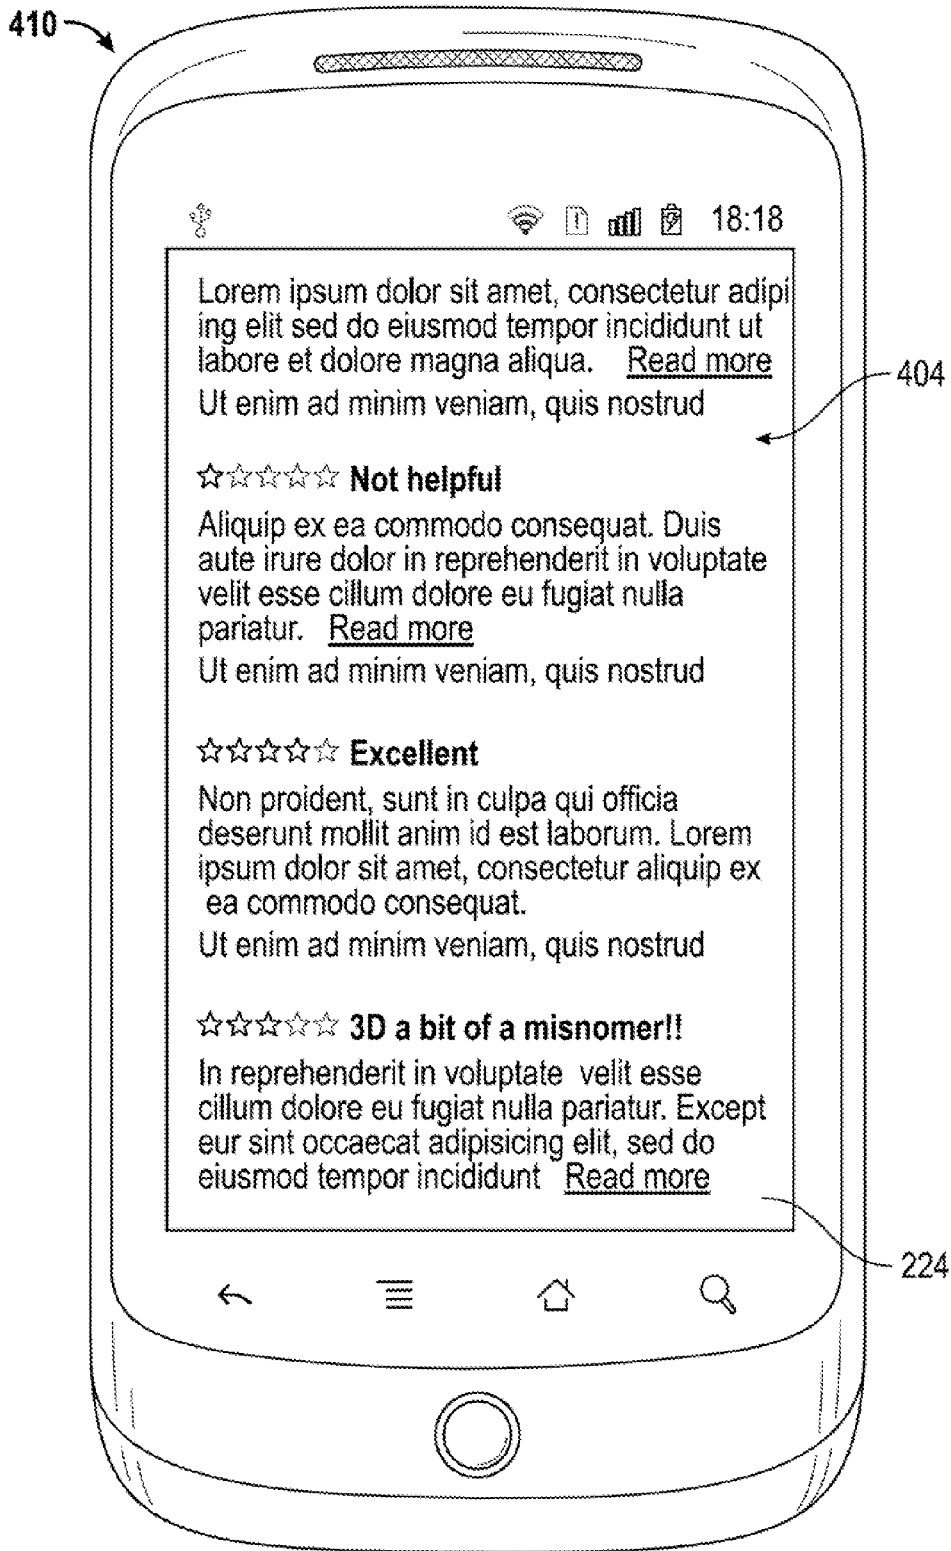 410
18:18
Lorem ipsum dolor sit amet, consectetur adipi
ing elit sed do eiusmod tempor incididunt ut
labore et dolore magna aliqua. Read more
404
Ut enim ad minim veniam, quis nostrud
Not helpful
Aliquip ex ea commodo consequat. Duis
aute irure dolor in reprehenderit in voluptate
velit esse cillum dolore eu fugiat nulla
pariatur. Read more
Ut enim ad minim veniam, quis nostrud
Excellent
Non proident, sunt in culpa qui officia
deserunt mollit anim id est laborum. Lorem
ipsum dolor sit amet, consectetur aliquip ex
ea commodo consequat.
Ut enim ad minim veniam, quis nostrud
3D a bit of a misnomer!!
In reprehenderit in voluptate velit esse
cillum dolore eu fugiat nulla pariatur. Except
eur sint occaecat adipisicing elit, sed do
eiusmod tempor incididunt Read more
224